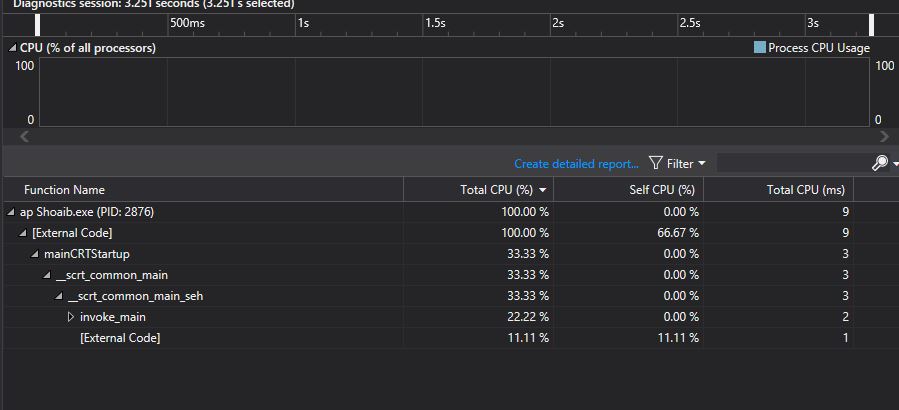 Diagnostics session: 3.251 seconds (3.251 s selected)
500ms 1s 1.5s 2s 2.5s 3s
CPU (% of all processors) Process CPU Usage
100 100
0 0
Create detailed report... Filter
Function Name Total CPU (%) Self CPU (%) Total CPU (ms)
ap Shoaib.exe (PID: 2876) 100.00 % 0.00 % 9
[External Code] 100.00 % 66.67 % 9
mainCRTStartup 33.33 % 0.00 % 3
__scrt_common_main 33.33 % 0.00 % 3
__scrt_common_main_seh 33.33 % 0.00 % 3
invoke_main 22.22 % 0.00 % 2
[External Code] 11.11 % 11.11 % 1